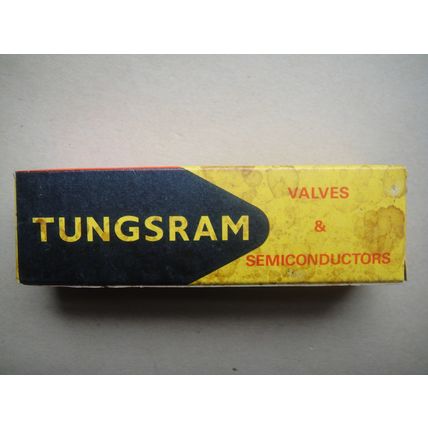 TUNGSRAM
VALVES
&
SEMICONDUCTORS